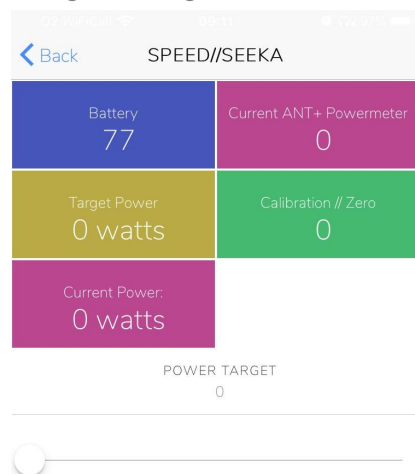 Back SPEED//SEEKA
Battery
77
Current ANT+ Powermeter
0
Target Power
0 watts
Calibration // Zero
0
Current Power:
0 watts
POWER TARGET
0